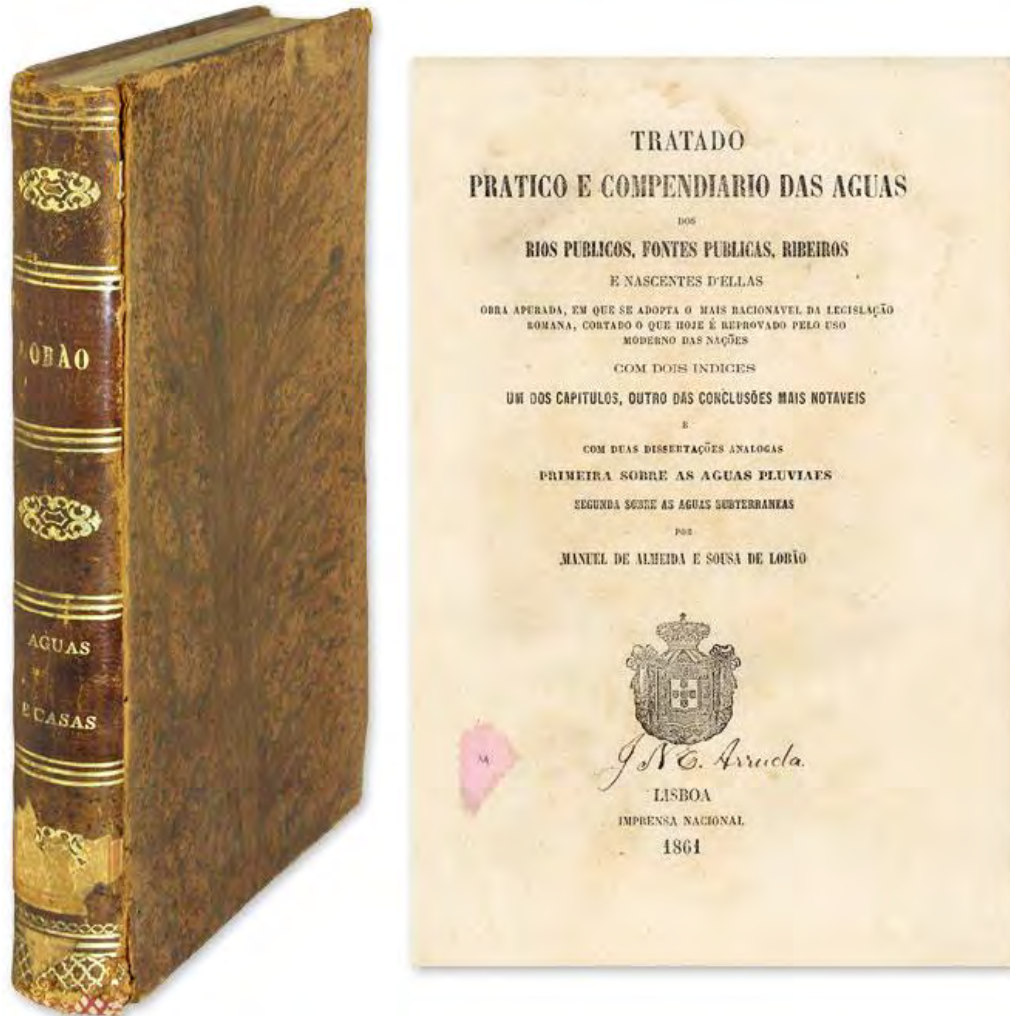 LOBÀO
AGUAS
E CASAS
TRATADO
PRATICO E COMPENDIARIO DAS AGUAS
DOS
RIOS PUBLICOS, FONTES PUBLICAS, RIBEIROS
E NASCENTES D'ELLAS
OBRA APURADA, EM QUE SE ADOPTA O MAIS RACIONAVEL DA LEGISLAÇÃO
ROMANA, CORTADO O QUE HOJE É REPROVADO PELO USO
MODERNO DAS NAÇÕES
COM DOIS INDICES
UM DOS CAPITULOS, OUTRO DAS CONCLUSÕES MAIS NOTAVEIS
E
COM DUAS DISSERTAÇÕES ANALOGAS
PRIMEIRA SOBRE AS AGUAS PLUVIAES
SEGUNDA SOBRE AS AGUAS SUBTERRANEAS
POR
MANUEL DE ALMEIDA E SOUSA DE LOBÃO
M
J N E. Arruda
LISBOA
IMPRENSA NACIONAL
1861